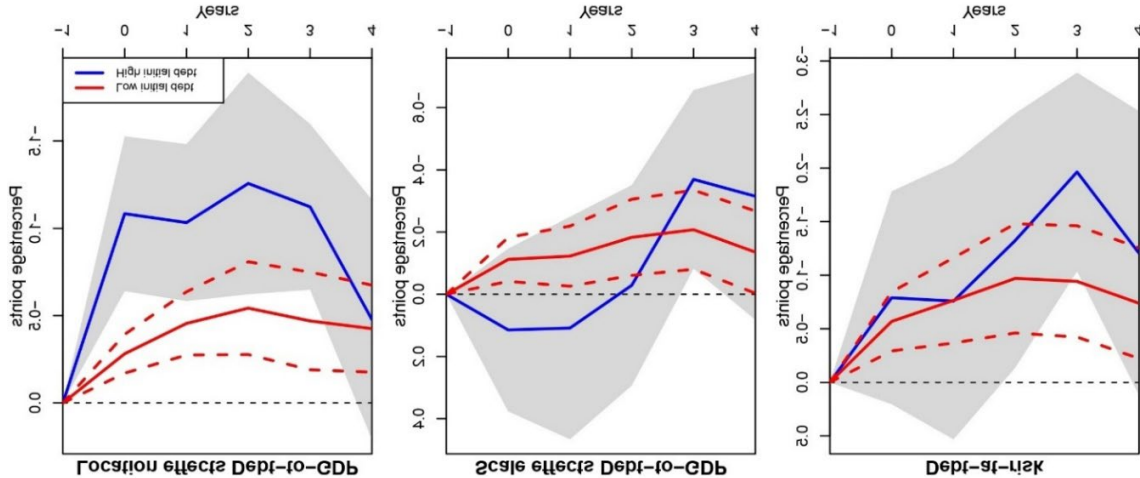 Location effects Debt-to-GDP
Percentage points
0.0
-0.5
-1.0
-1.5
Low initial debt
High initial debt
-1 0 1 2 3 4
Years
Scale effects Debt-to-GDP
Percentage points
0.4
0.2
0.0
-0.2
-0.4
-0.6
-1 0 1 2 3 4
Years
Debt-at-risk
Percentage points
0.5
0.0
-0.5
-1.0
-1.5
-2.0
-2.5
-3.0
-1 0 1 2 3 4
Years